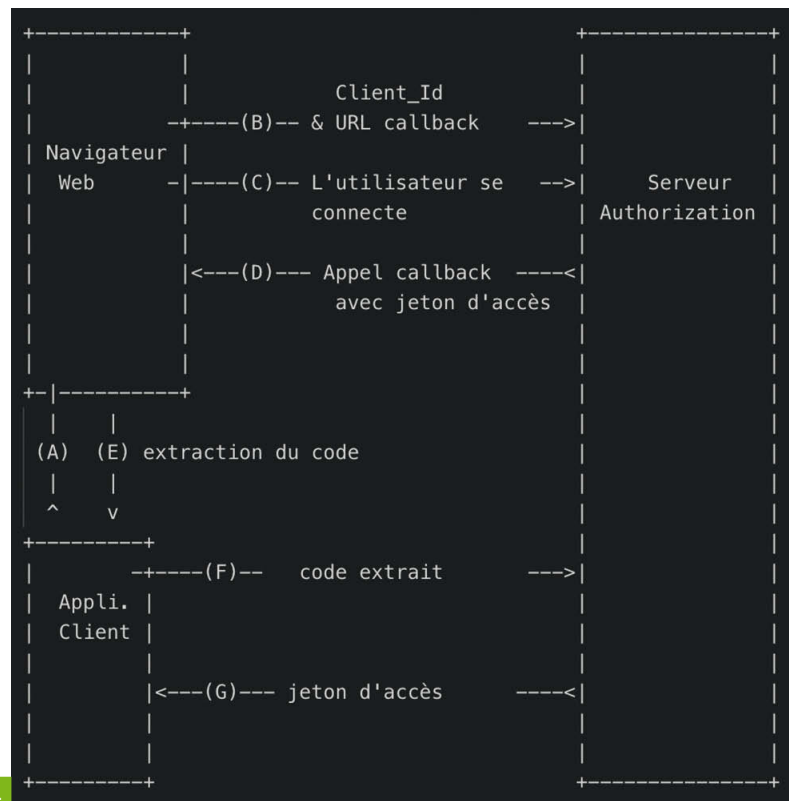 +------------+ +---------------+
| | | |
| | Client_Id | |
| -+----(B)-- & URL callback --->| |
| Navigateur | | |
| Web -|----(C)-- L'utilisateur se -->| Serveur |
| | connecte | Authorization |
| | | |
| |<---(D)--- Appel callback ----<| |
| | avec jeton d'accès | |
| | | |
| | | |
+-|----------+ | |
| | | |
(A) (E) extraction du code | |
| | | |
^ v | |
+---------+ | |
| -+----(F)-- code extrait --->| |
| Appli. | | |
| Client | | |
| | | |
| |<---(G)--- jeton d'accès ----<| |
| | | |
| | | |
+---------+ +---------------+